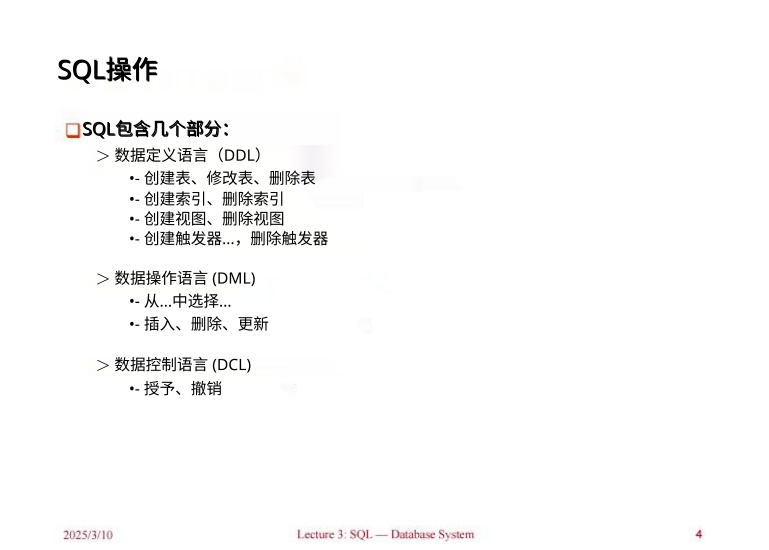 SQL操作
❑SQL包含几个部分：
＞ 数据定义语言（DDL）
•- 创建表、修改表、删除表
•- 创建索引、删除索引
•- 创建视图、删除视图
•- 创建触发器...，删除触发器
＞ 数据操作语言 (DML)
•- 从...中选择...
•- 插入、删除、更新
＞ 数据控制语言 (DCL)
•- 授予、撤销
2025/3/10 Lecture 3: SQL — Database System 4